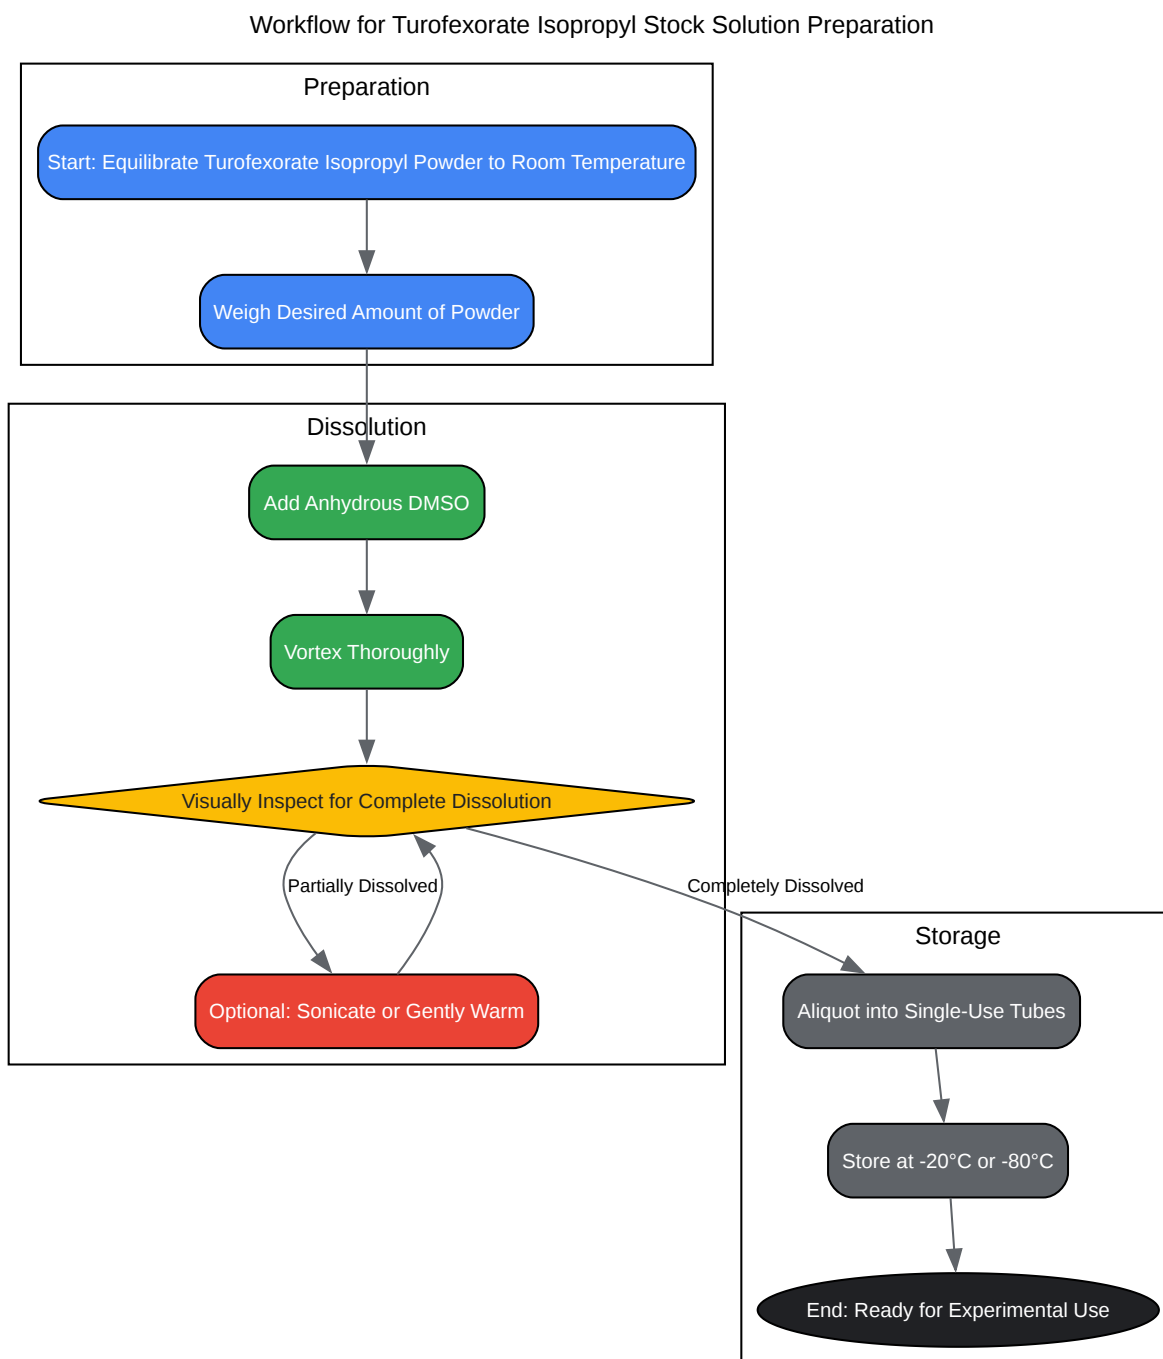 Workflow for Turofexorate Isopropyl Stock Solution Preparation
Preparation
Start: Equilibrate Turofexorate Isopropyl Powder to Room Temperature
Weigh Desired Amount of Powder
Dissolution
Add Anhydrous DMSO
Vortex Thoroughly
Visually Inspect for Complete Dissolution
Partially Dissolved
Completely Dissolved
Optional: Sonicate or Gently Warm
Storage
Aliquot into Single-Use Tubes
Store at -20°C or -80°C
End: Ready for Experimental Use